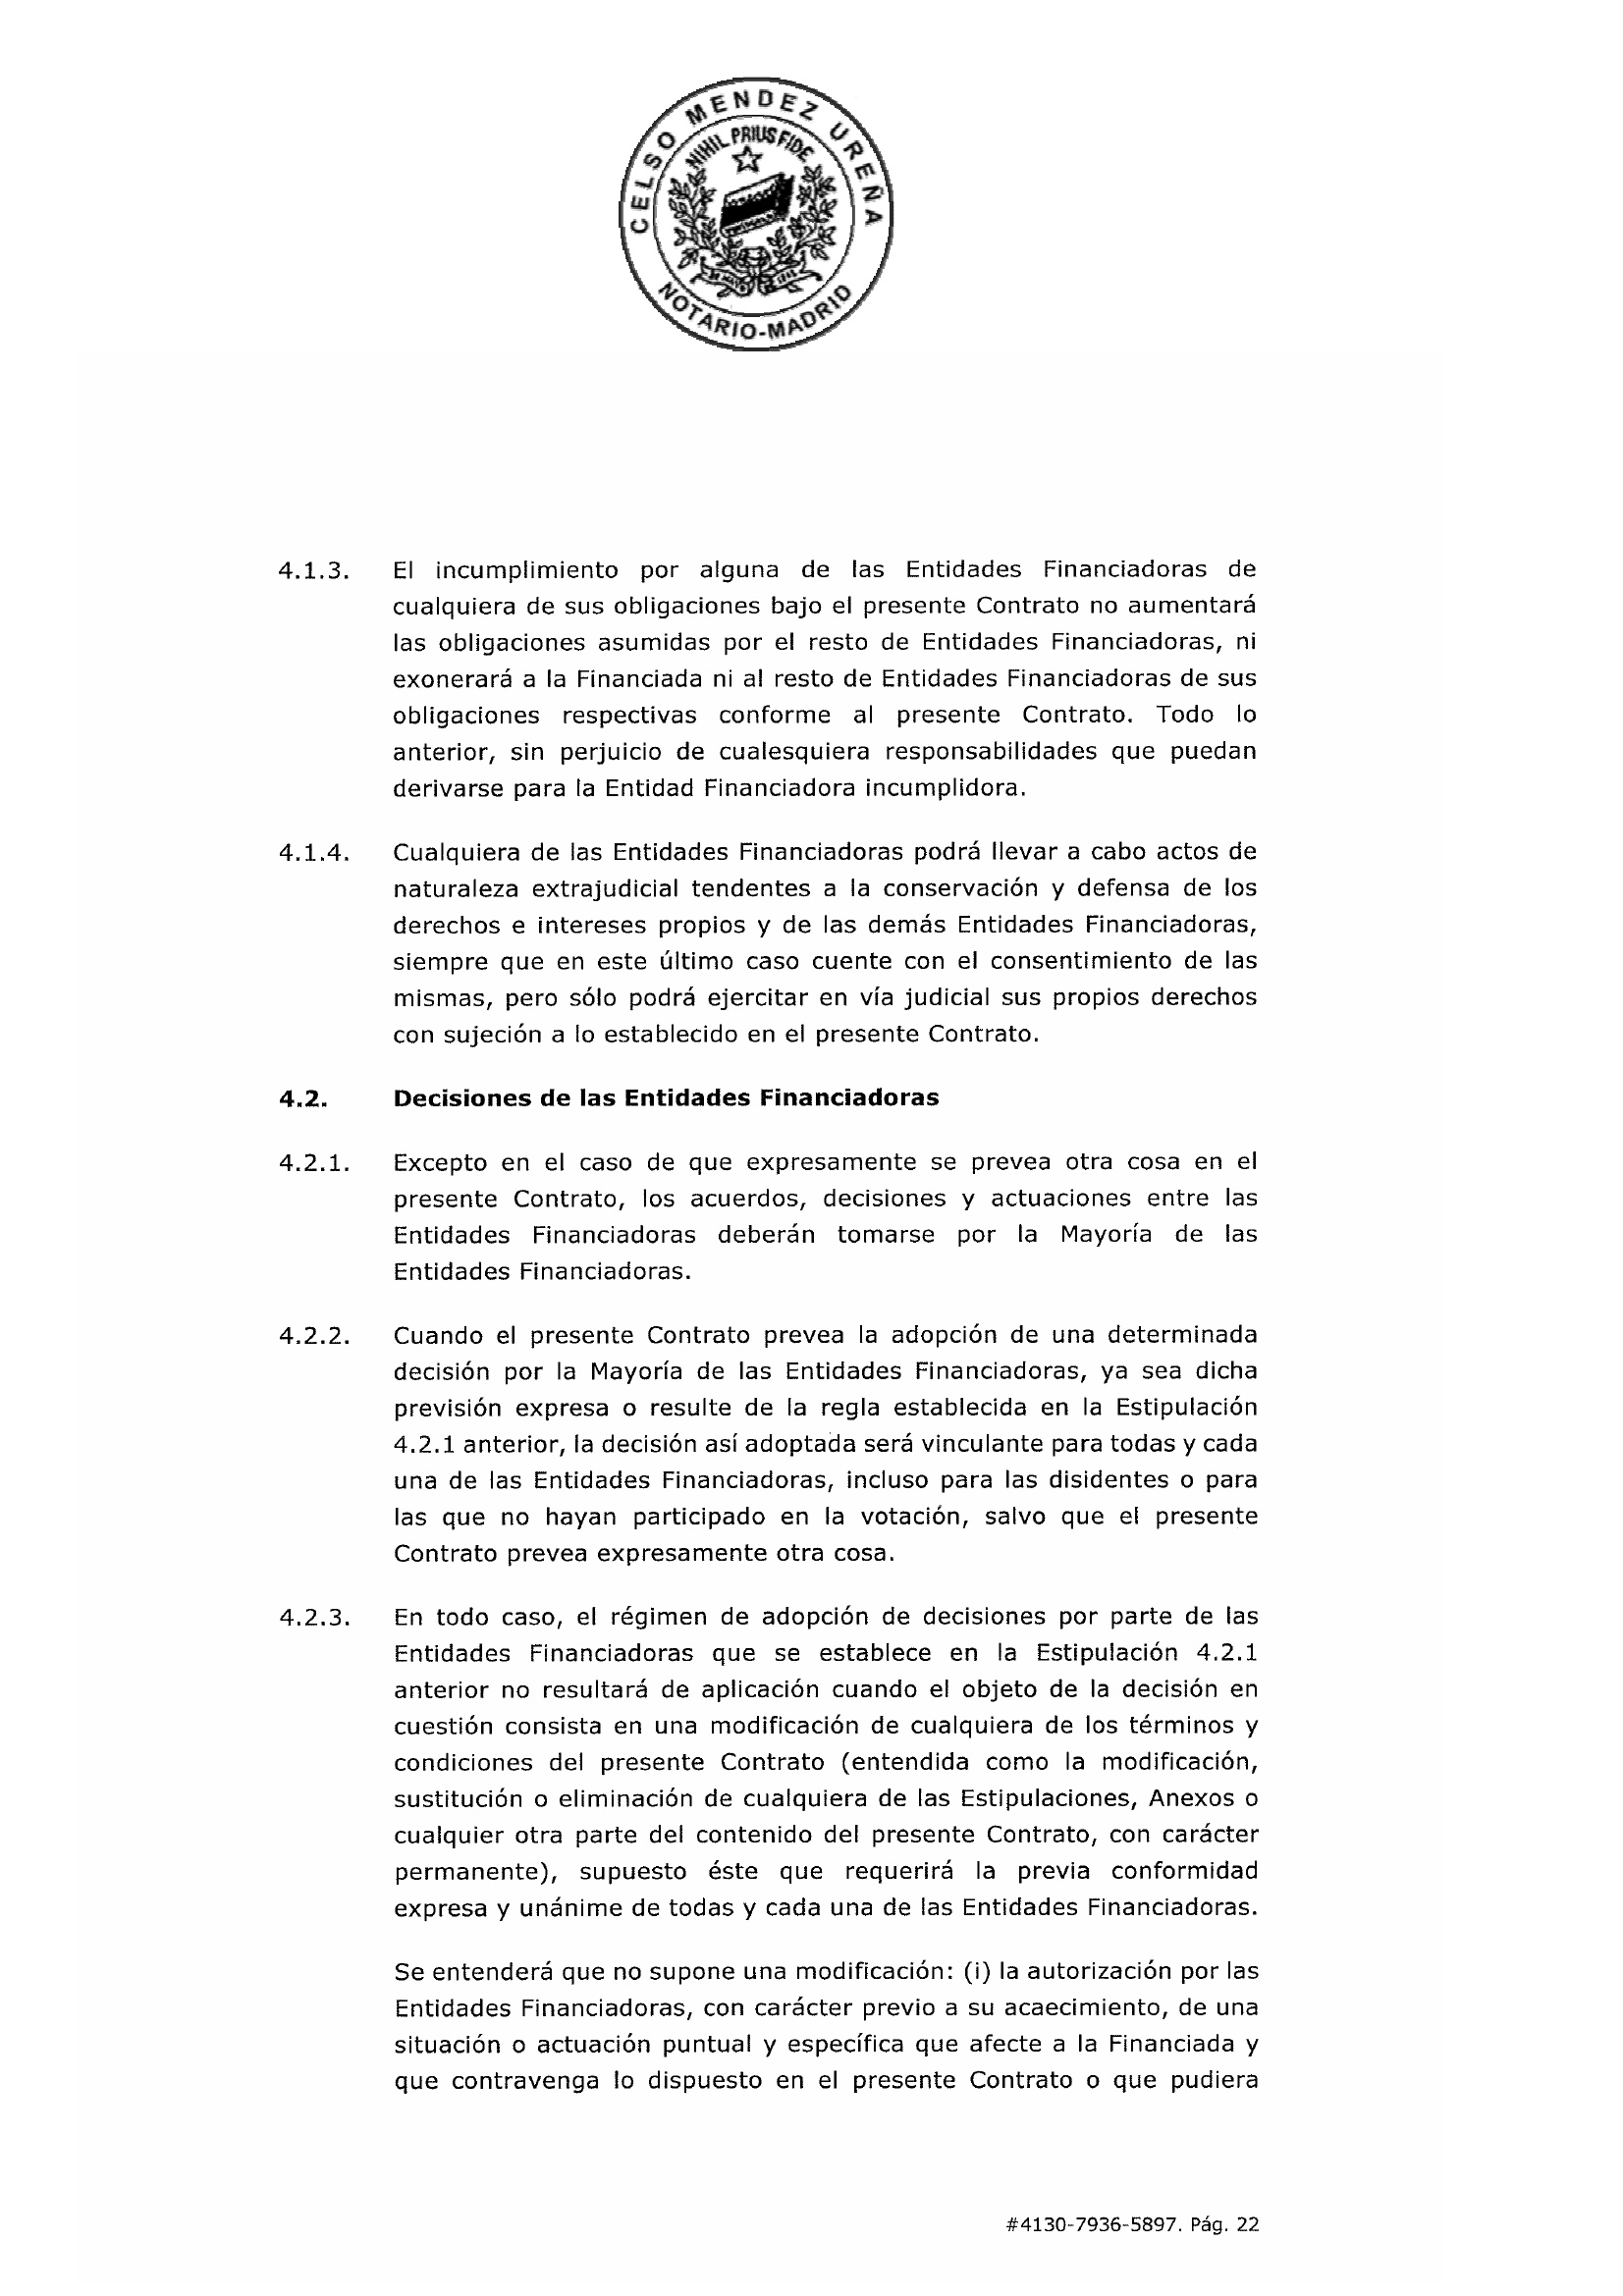 CELSO MENDEZ UREÑA
NIHIL PRIUS FIDE
NOTARIO-MADRID
4.1.3. El incumplimiento por alguna de las Entidades Financiadoras de
cualquiera de sus obligaciones bajo el presente Contrato no aumentará
las obligaciones asumidas por el resto de Entidades Financiadoras, ni
exonerará a la Financiada ni al resto de Entidades Financiadoras de sus
obligaciones respectivas conforme al presente Contrato. Todo lo
anterior, sin perjuicio de cualesquiera responsabilidades que puedan
derivarse para la Entidad Financiadora incumplidora.
4.1.4. Cualquiera de las Entidades Financiadoras podrá llevar a cabo actos de
naturaleza extrajudicial tendentes a la conservación y defensa de los
derechos e intereses propios y de las demás Entidades Financiadoras,
siempre que en este último caso cuente con el consentimiento de las
mismas, pero sólo podrá ejercitar en vía judicial sus propios derechos
con sujeción a lo establecido en el presente Contrato.
4.2. Decisiones de las Entidades Financiadoras
4.2.1. Excepto en el caso de que expresamente se prevea otra cosa en el
presente Contrato, los acuerdos, decisiones y actuaciones entre las
Entidades Financiadoras deberán tomarse por la Mayoría de las
Entidades Financiadoras.
4.2.2. Cuando el presente Contrato prevea la adopción de una determinada
decisión por la Mayoría de las Entidades Financiadoras, ya sea dicha
previsión expresa o resulte de la regla establecida en la Estipulación
4.2.1 anterior, la decisión así adoptada será vinculante para todas y cada
una de las Entidades Financiadoras, incluso para las disidentes o para
las que no hayan participado en la votación, salvo que el presente
Contrato prevea expresamente otra cosa.
4.2.3. En todo caso, el régimen de adopción de decisiones por parte de las
Entidades Financiadoras que se establece en la Estipulación 4.2.1
anterior no resultará de aplicación cuando el objeto de la decisión en
cuestión consista en una modificación de cualquiera de los términos y
condiciones del presente Contrato (entendida como la modificación,
sustitución o eliminación de cualquiera de las Estipulaciones, Anexos o
cualquier otra parte del contenido del presente Contrato, con carácter
permanente), supuesto éste que requerirá la previa conformidad
expresa y unánime de todas y cada una de las Entidades Financiadoras.
Se entenderá que no supone una modificación: (i) la autorización por las
Entidades Financiadoras, con carácter previo a su acaecimiento, de una
situación o actuación puntual y específica que afecte a la Financiada y
que contravenga lo dispuesto en el presente Contrato o que pudiera
#4130-7936-5897. Pág. 22